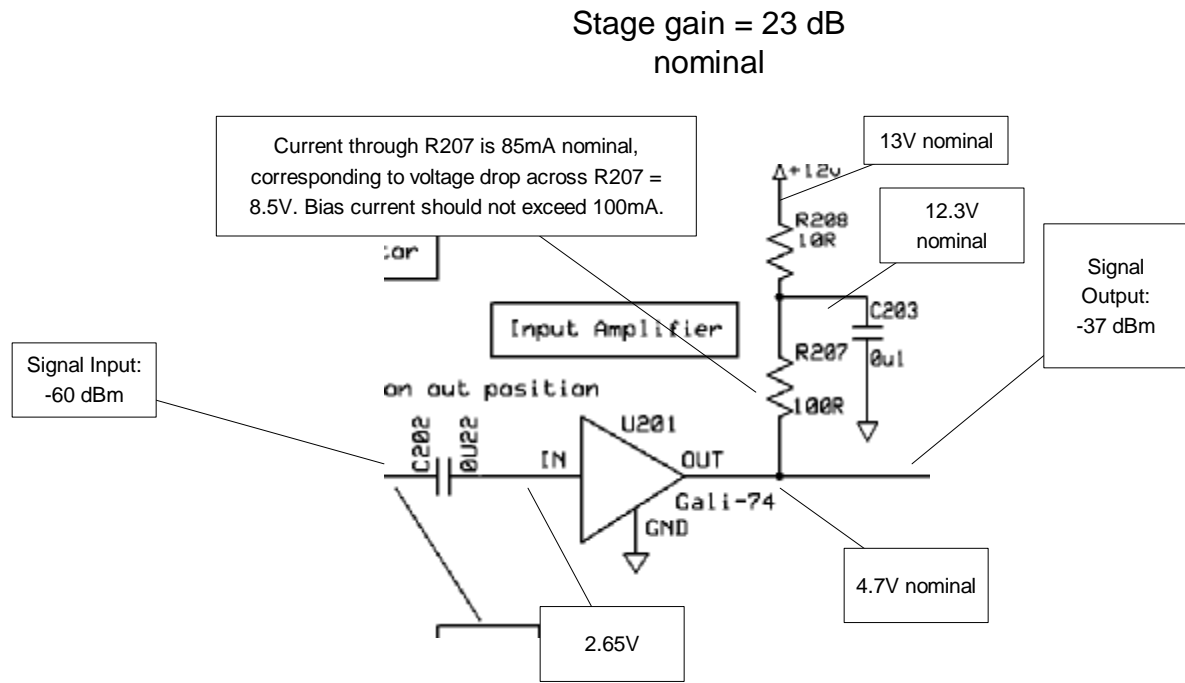 Stage gain = 23 dB
nominal
Current through R207 is 85mA nominal,
corresponding to voltage drop across R207 =
8.5V. Bias current should not exceed 100mA.
13V nominal
+12v
R208
10R
12.3V
nominal
Signal
Output:
-37 dBm
Input Amplifier
C203
0u1
R207
100R
Signal Input:
-60 dBm
on out position
C202
0U22
U201
IN
OUT
Gali-74
GND
4.7V nominal
2.65V